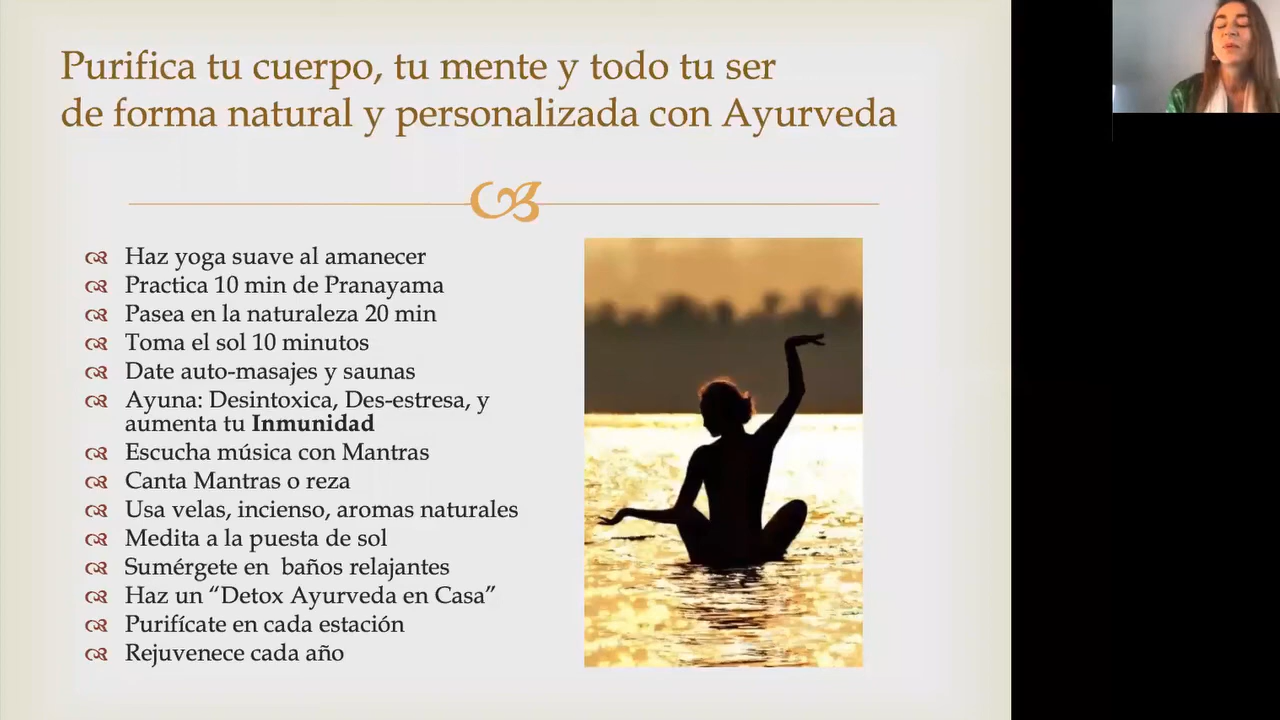 Purifica tu cuerpo, tu mente y todo tu ser
de forma natural y personalizada con Ayurveda
Haz yoga suave al amanecer
Practica 10 min de Pranayama
Pasea en la naturaleza 20 min
Toma el sol 10 minutos
Date auto-masajes y saunas
Ayuna: Desintoxica, Des-estresa, y
aumenta tu Inmunidad
Escucha música con Mantras
Canta Mantras o reza
Usa velas, incienso, aromas naturales
Medita a la puesta de sol
Sumérgete en  baños relajantes
Haz un “Detox Ayurveda en Casa”
Purifícate en cada estación
Rejuvenece cada año